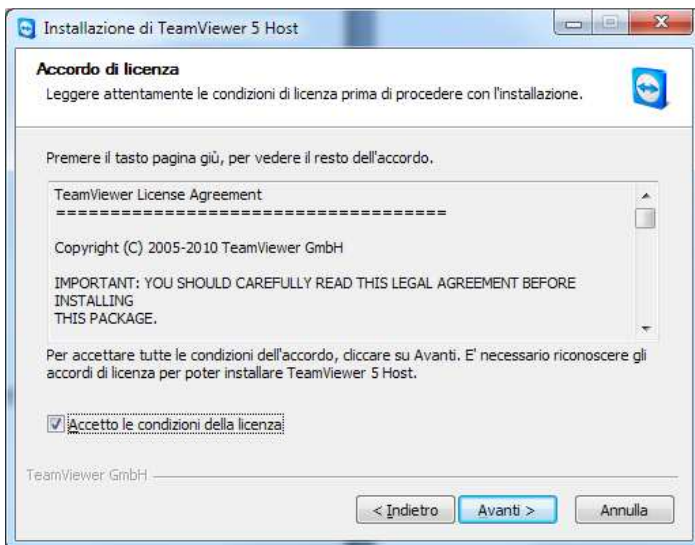 Installazione di TeamViewer 5 Host
Accordo di licenza
Leggere attentamente le condizioni di licenza prima di procedere con l'installazione.
Premere il tasto pagina giù, per vedere il resto dell'accordo.
TeamViewer License Agreement
====================================
Copyright (C) 2005-2010 TeamViewer GmbH
IMPORTANT: YOU SHOULD CAREFULLY READ THIS LEGAL AGREEMENT BEFORE
INSTALLING
THIS PACKAGE.
Per accettare tutte le condizioni dell'accordo, cliccare su Avanti. E' necessario riconoscere gli
accordi di licenza per poter installare TeamViewer 5 Host.
Accetto le condizioni della licenza
TeamViewer GmbH
< Indietro Avanti > Annulla